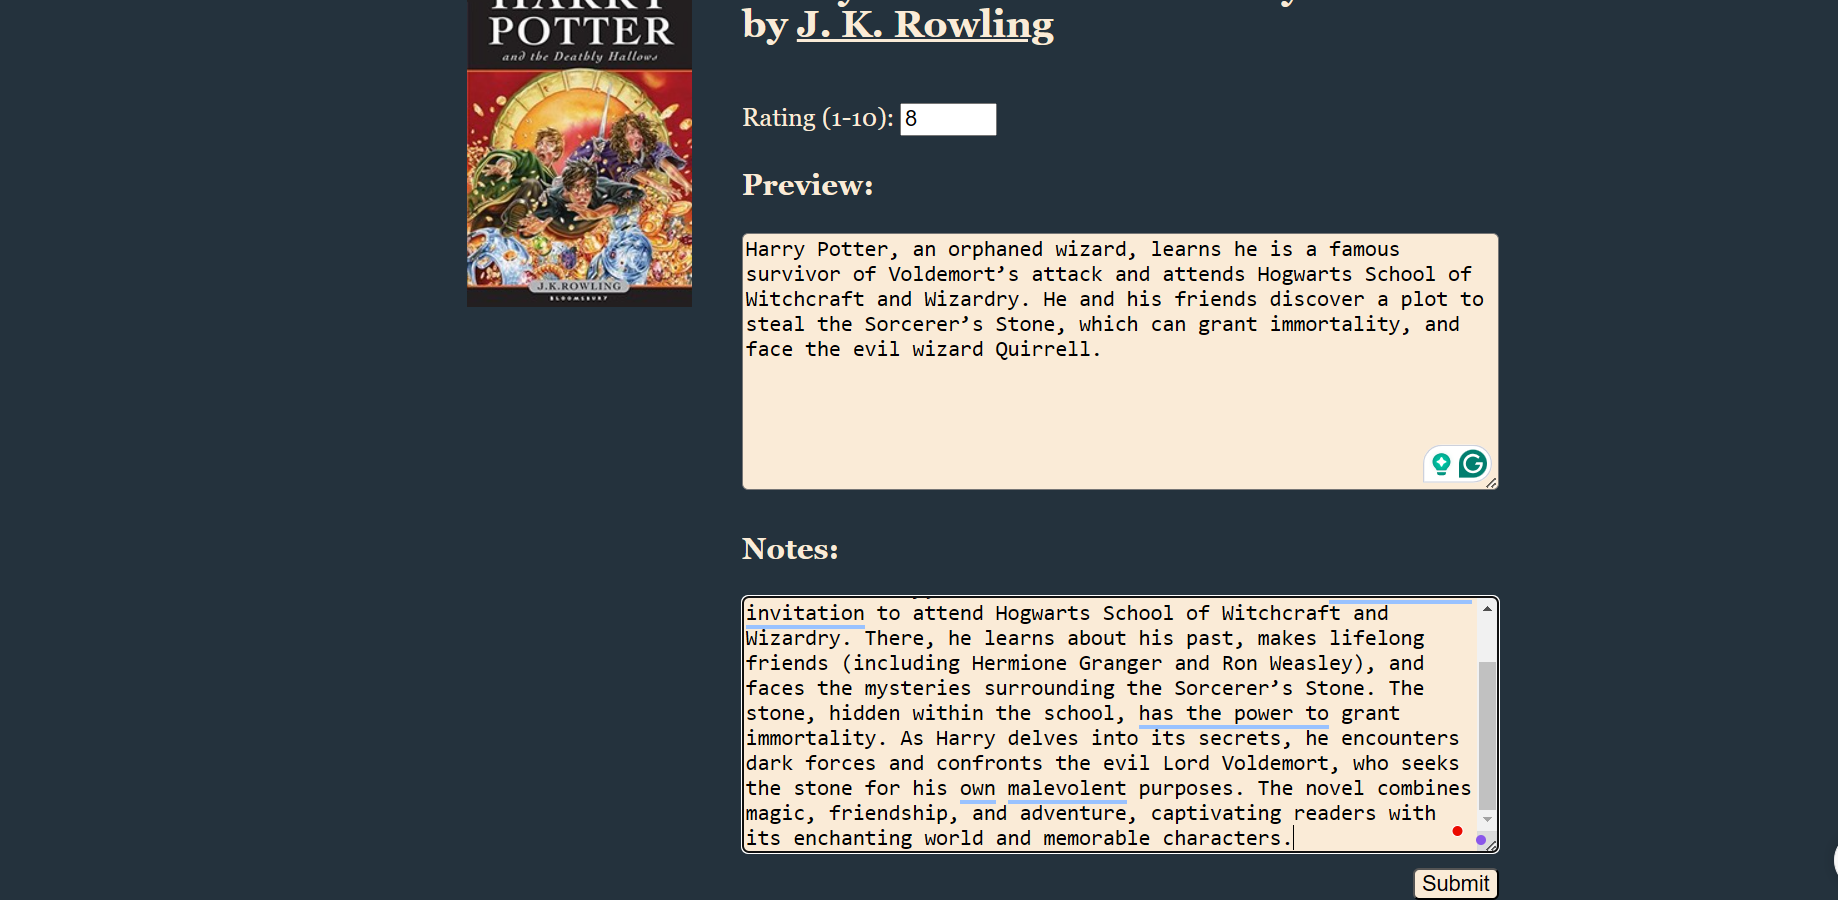 POTTER
and the Deathly Hallows
J.K.ROWLING
BLOOMSBURY
by J. K. Rowling
Rating (1-10): 8
Preview:
Harry Potter, an orphaned wizard, learns he is a famous
survivor of Voldemort’s attack and attends Hogwarts School of
Witchcraft and Wizardry. He and his friends discover a plot to
steal the Sorcerer’s Stone, which can grant immortality, and
face the evil wizard Quirrell.
Notes:
invitation to attend Hogwarts School of Witchcraft and
Wizardry. There, he learns about his past, makes lifelong
friends (including Hermione Granger and Ron Weasley), and
faces the mysteries surrounding the Sorcerer’s Stone. The
stone, hidden within the school, has the power to grant
immortality. As Harry delves into its secrets, he encounters
dark forces and confronts the evil Lord Voldemort, who seeks
the stone for his own malevolent purposes. The novel combines
magic, friendship, and adventure, captivating readers with
its enchanting world and memorable characters.
Submit